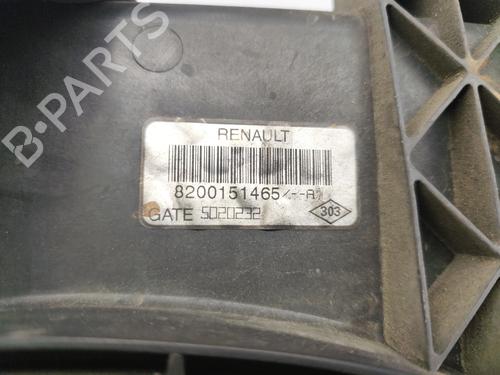 B-PARTS
RENAULT
8200151465/--A
GATE 5020232
303